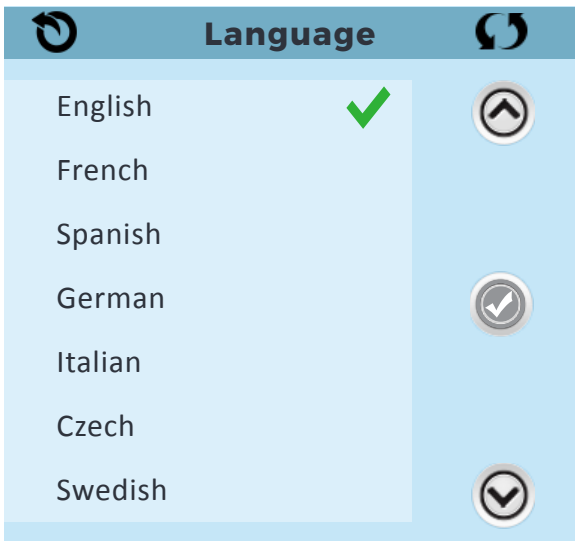 Language
English
French
Spanish
German
Italian
Czech
Swedish